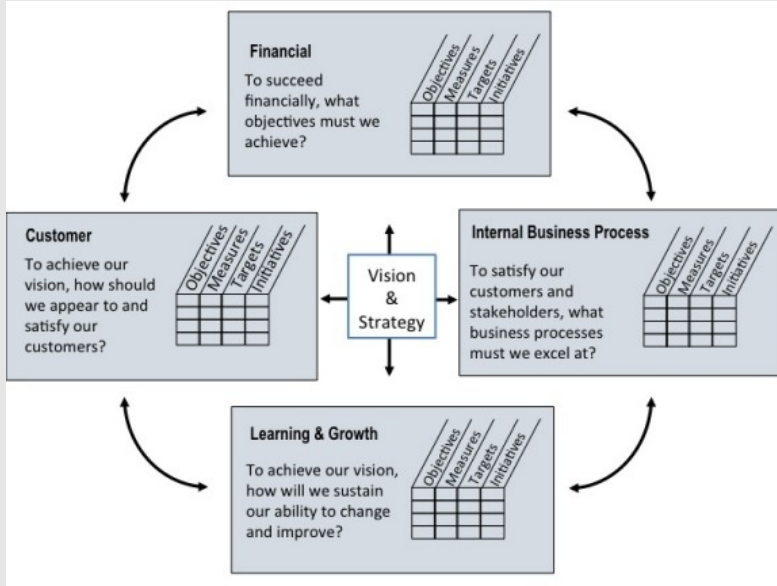 Financial
To succeed
financially, what
objectives must we
achieve?
Objectives
Measures
Targets
Initiatives
Customer
To achieve our
vision, how should
we appear to and
satisfy our
customers?
Objectives
Measures
Targets
Initiatives
Vision
&
Strategy
Internal Business Process
To satisfy our
customers and
stakeholders, what
business processes
must we excel at?
Objectives
Measures
Targets
Initiatives
Learning & Growth
To achieve our vision,
how will we sustain
our ability to change
and improve?
Objectives
Measures
Targets
Initiatives